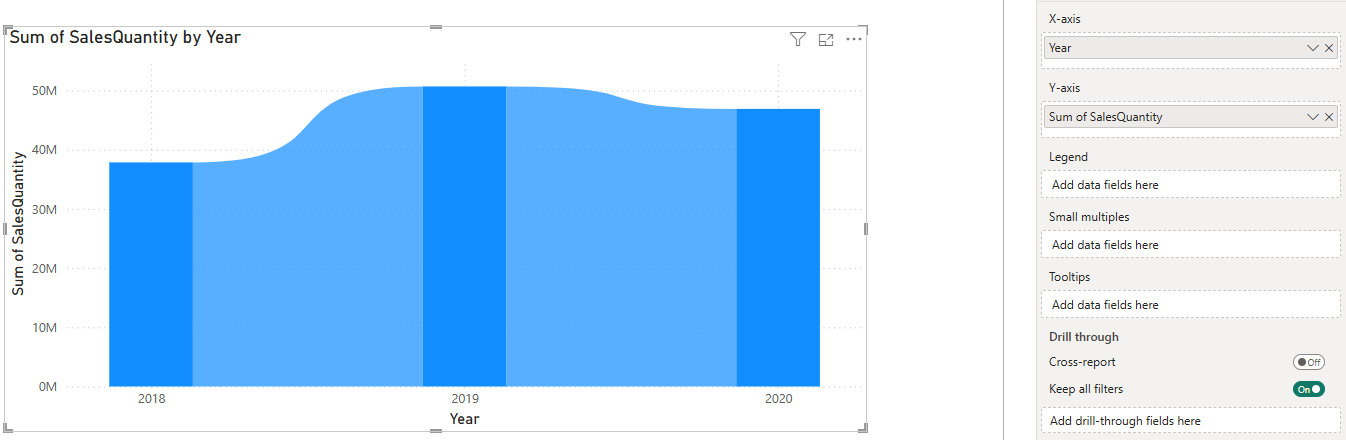 Sum of SalesQuantity by Year
Sum of SalesQuantity
50M
40M
30M
20M
10M
0M
2018 2019 2020
Year
X-axis
Year
Y-axis
Sum of SalesQuantity
Legend
Add data fields here
Small multiples
Add data fields here
Tooltips
Add data fields here
Drill through
Cross-report Off
Keep all filters On
Add drill-through fields here